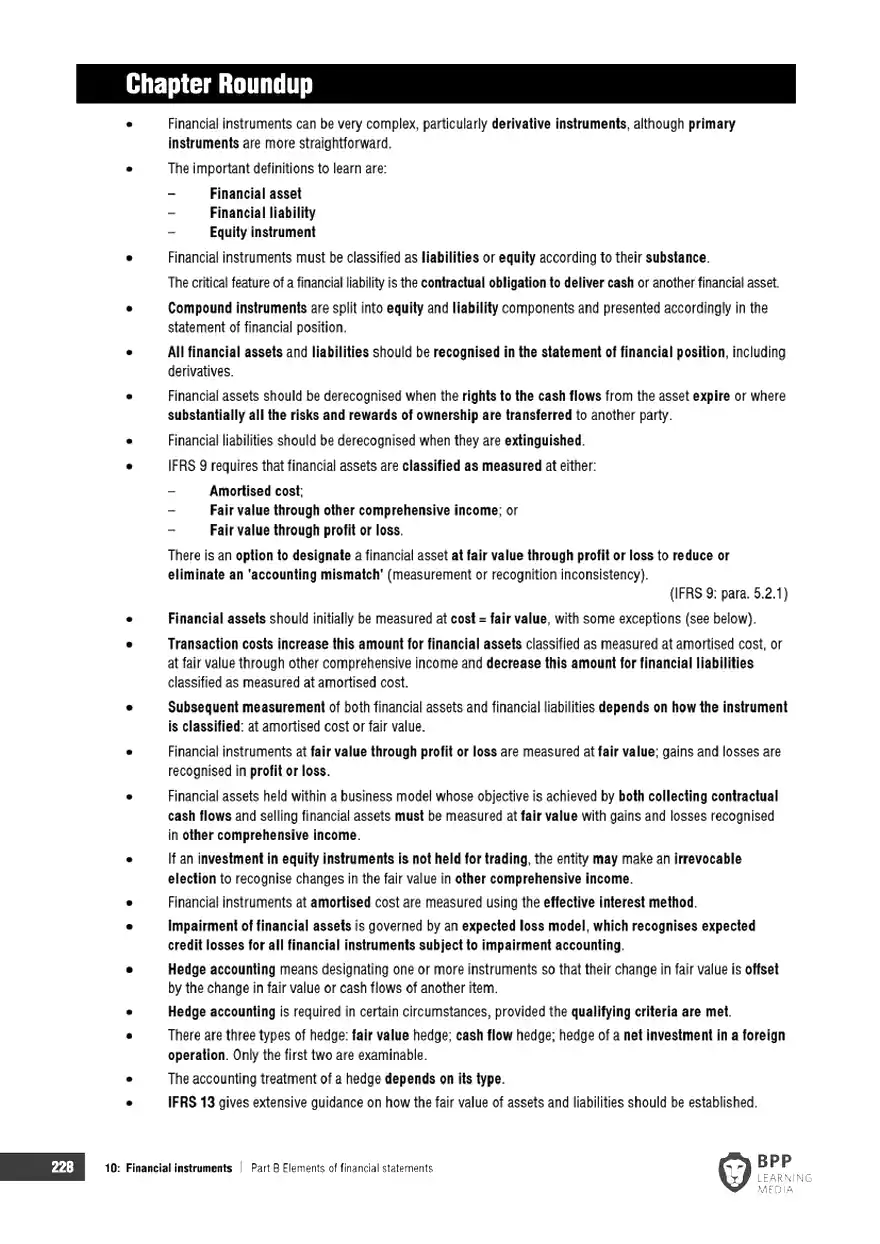 Chapter Roundup
• Financial instruments can be very complex, particularly derivative instruments, although primary
instruments are more straightforward.
• The important definitions to learn are:
– Financial asset
– Financial liability
– Equity instrument
• Financial instruments must be classified as liabilities or equity according to their substance.
The critical feature of a financial liability is the contractual obligation to deliver cash or another financial asset.
• Compound instruments are split into equity and liability components and presented accordingly in the
statement of financial position.
• All financial assets and liabilities should be recognised in the statement of financial position, including
derivatives.
• Financial assets should be derecognised when the rights to the cash flows from the asset expire or where
substantially all the risks and rewards of ownership are transferred to another party.
• Financial liabilities should be derecognised when they are extinguished.
• IFRS 9 requires that financial assets are classified as measured at either:
– Amortised cost;
– Fair value through other comprehensive income; or
– Fair value through profit or loss.
There is an option to designate a financial asset at fair value through profit or loss to reduce or
eliminate an 'accounting mismatch' (measurement or recognition inconsistency).
(IFRS 9: para. 5.2.1)
• Financial assets should initially be measured at cost = fair value, with some exceptions (see below).
• Transaction costs increase this amount for financial assets classified as measured at amortised cost, or
at fair value through other comprehensive income and decrease this amount for financial liabilities
classified as measured at amortised cost.
• Subsequent measurement of both financial assets and financial liabilities depends on how the instrument
is classified: at amortised cost or fair value.
• Financial instruments at fair value through profit or loss are measured at fair value; gains and losses are
recognised in profit or loss.
• Financial assets held within a business model whose objective is achieved by both collecting contractual
cash flows and selling financial assets must be measured at fair value with gains and losses recognised
in other comprehensive income.
• If an investment in equity instruments is not held for trading, the entity may make an irrevocable
election to recognise changes in the fair value in other comprehensive income.
• Financial instruments at amortised cost are measured using the effective interest method.
• Impairment of financial assets is governed by an expected loss model, which recognises expected
credit losses for all financial instruments subject to impairment accounting.
• Hedge accounting means designating one or more instruments so that their change in fair value is offset
by the change in fair value or cash flows of another item.
• Hedge accounting is required in certain circumstances, provided the qualifying criteria are met.
• There are three types of hedge: fair value hedge; cash flow hedge; hedge of a net investment in a foreign
operation. Only the first two are examinable.
• The accounting treatment of a hedge depends on its type.
• IFRS 13 gives extensive guidance on how the fair value of assets and liabilities should be established.
228 10: Financial instruments | Part B Elements of financial statements
BPP
LEARNING
MEDIA